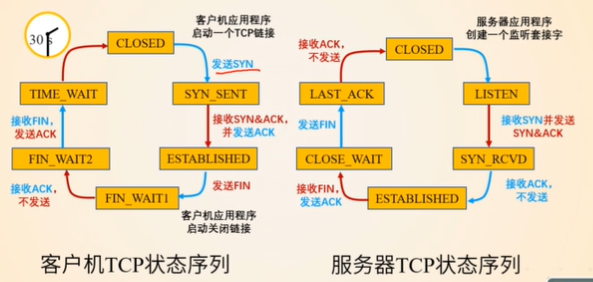 30 s
CLOSED
客户机应用程序
启动一个TCP链接
发送SYN
SYN_SENT
接收SYN&ACK，
并发送ACK
ESTABLISHED
发送FIN
客户机应用程序
启动关闭链接
FIN_WAIT1
接收ACK，
不发送
FIN_WAIT2
接收FIN，
发送ACK
TIME_WAIT
客户机TCP状态序列
CLOSED
服务器应用程序
创建一个监听套接字
LISTEN
接收SYN并发送
SYN&ACK
SYN_RCVD
接收ACK，
不发送
ESTABLISHED
接收FIN，
发送ACK
CLOSE_WAIT
发送FIN
LAST_ACK
接收ACK，
不发送
服务器TCP状态序列